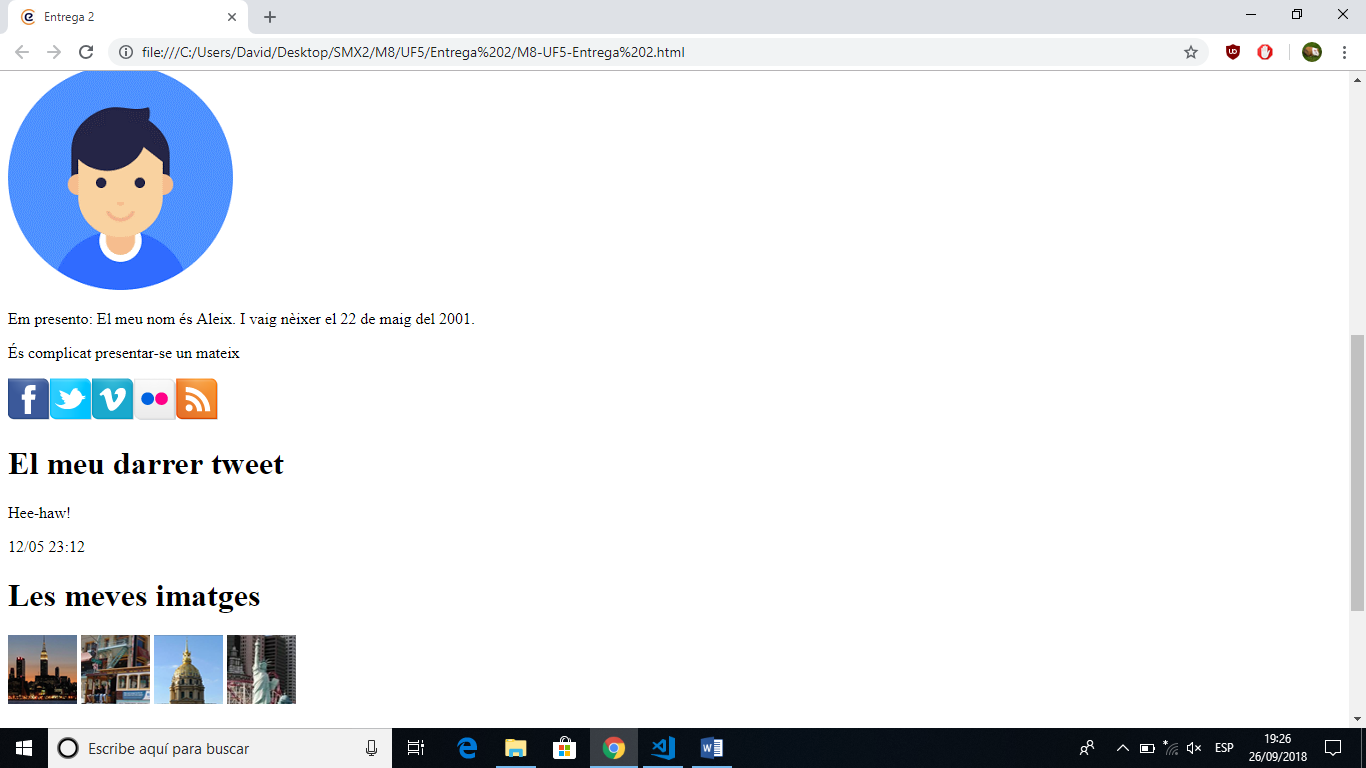 Entrega 2
file:///C:/Users/David/Desktop/SMX2/M8/UF5/Entrega%202/M8-UF5-Entrega%202.html
Em presento: El meu nom és Aleix. I vaig nèixer el 22 de maig del 2001.
És complicat presentar-se un mateix
El meu darrer tweet
Hee-haw!
12/05 23:12
Les meves imatges
Escribe aquí para buscar
ESP
19:26
26/09/2018